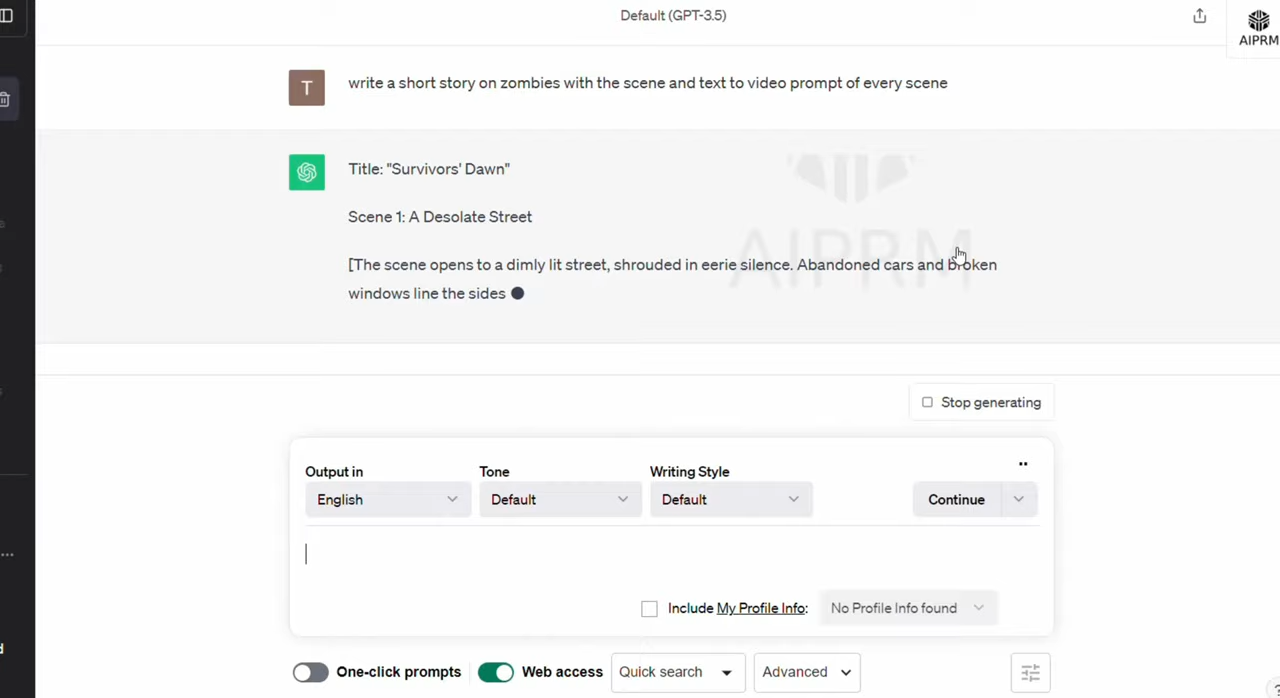 Default (GPT-3.5)
AIPRM
T
write a short story on zombies with the scene and text to video prompt of every scene
Title: "Survivors' Dawn"
Scene 1: A Desolate Street
[The scene opens to a dimly lit street, shrouded in eerie silence. Abandoned cars and broken
windows line the sides
AIPRM
Stop generating
Output in Tone Writing Style
English Default Default Continue
Include My Profile Info: No Profile Info found
One-click prompts Web access Quick search Advanced